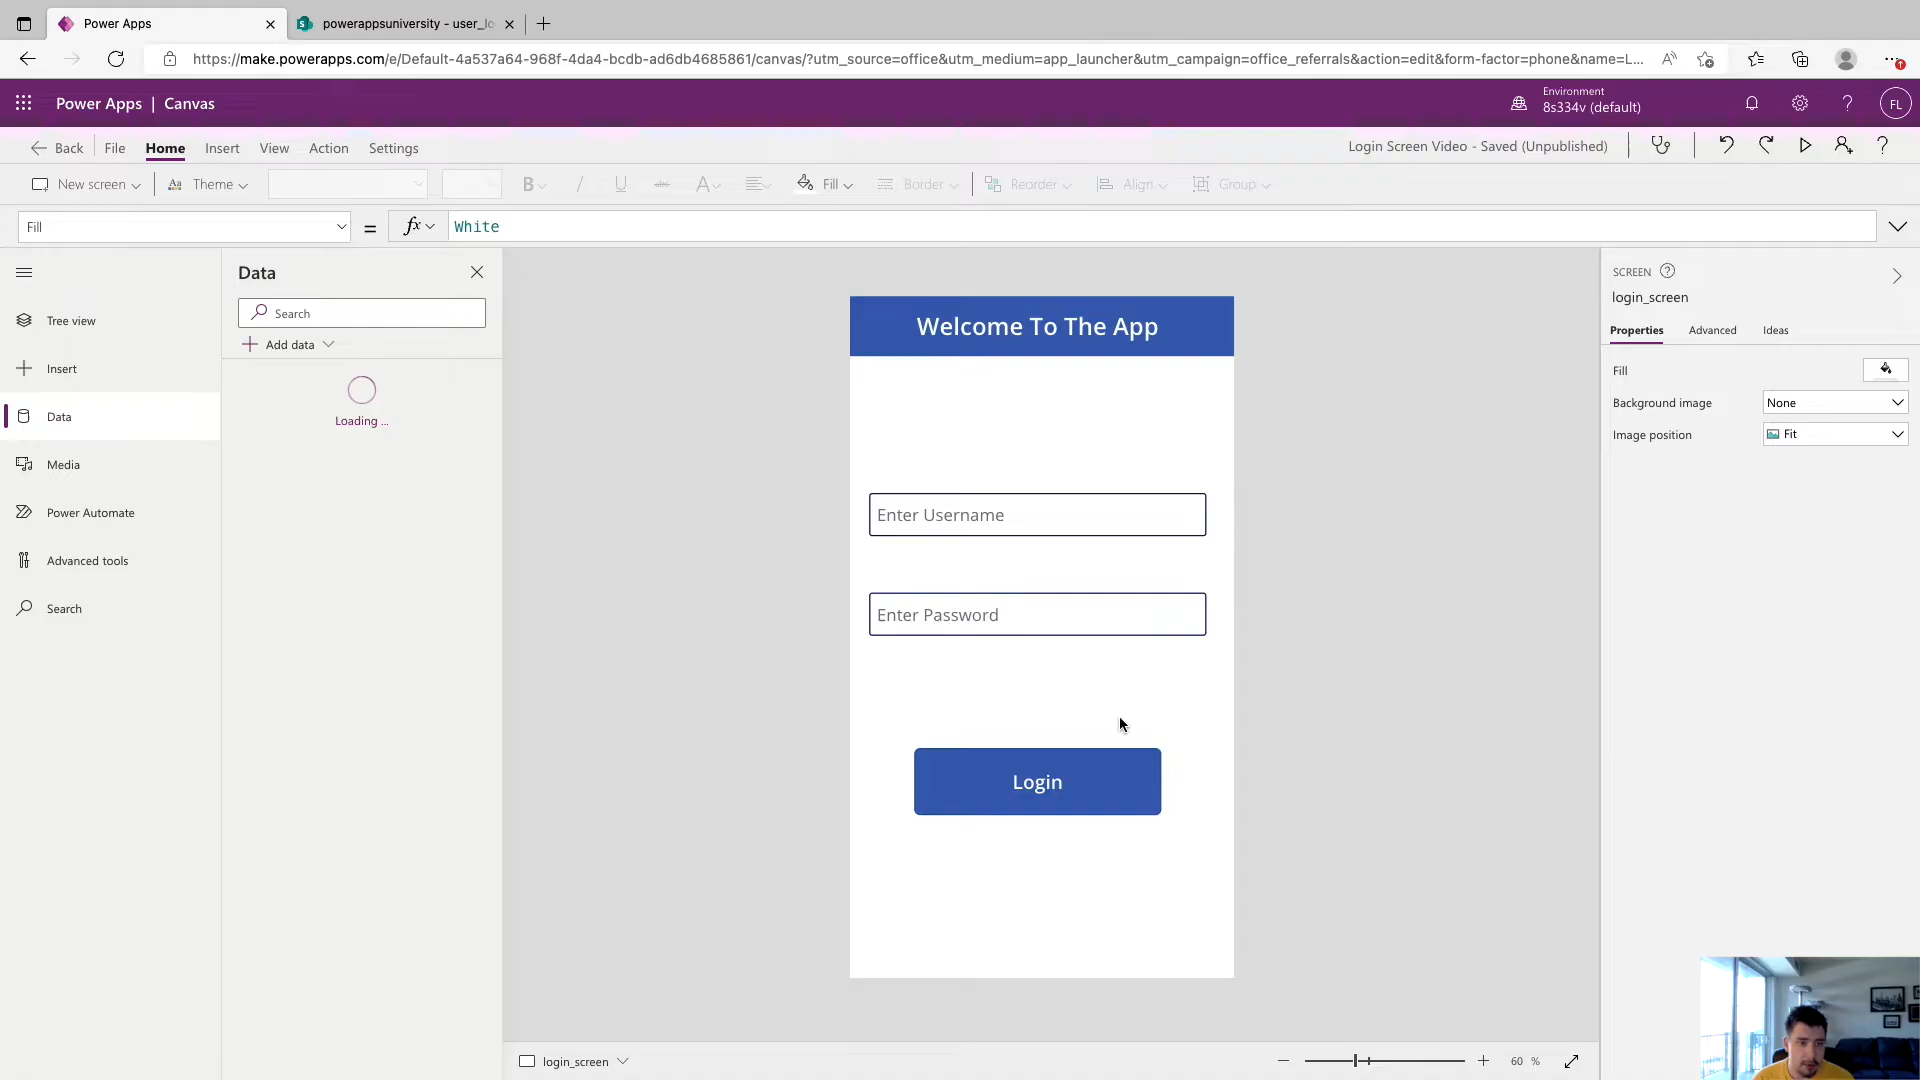 Power Apps
powerappsuniversity - user_lo
https://make.powerapps.com/e/Default-4a537a64-968f-4da4-bcdb-ad6db4685861/canvas/?utm_source=office&utm_medium=app_launcher&utm_campaign=office_referrals&action=edit&form-factor=phone&name=L...
Power Apps | Canvas
Environment
8s334v (default)
FL
Back
File
Home
Insert
View
Action
Settings
Login Screen Video - Saved (Unpublished)
New screen
Theme
B
I
U
abc
A
Fill
Border
Reorder
Align
Group
Fill
=
fx
White
Data
Search
Add data
Loading ...
Tree view
Insert
Data
Media
Power Automate
Advanced tools
Search
Welcome To The App
Enter Username
Enter Password
Login
SCREEN
login_screen
Properties
Advanced
Ideas
Fill
Background image
None
Image position
Fit
login_screen
60 %